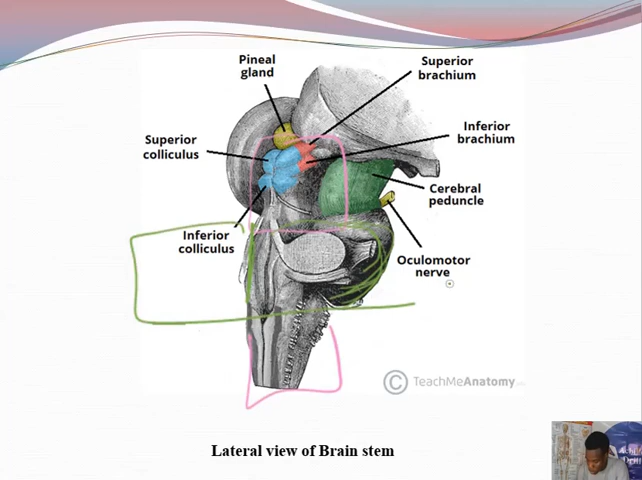 Pineal
gland
Superior
brachium
Superior
colliculus
Inferior
brachium
Cerebral
peduncle
Inferior
colliculus
Oculomotor
nerve
© TeachMeAnatomy
Lateral view of Brain stem